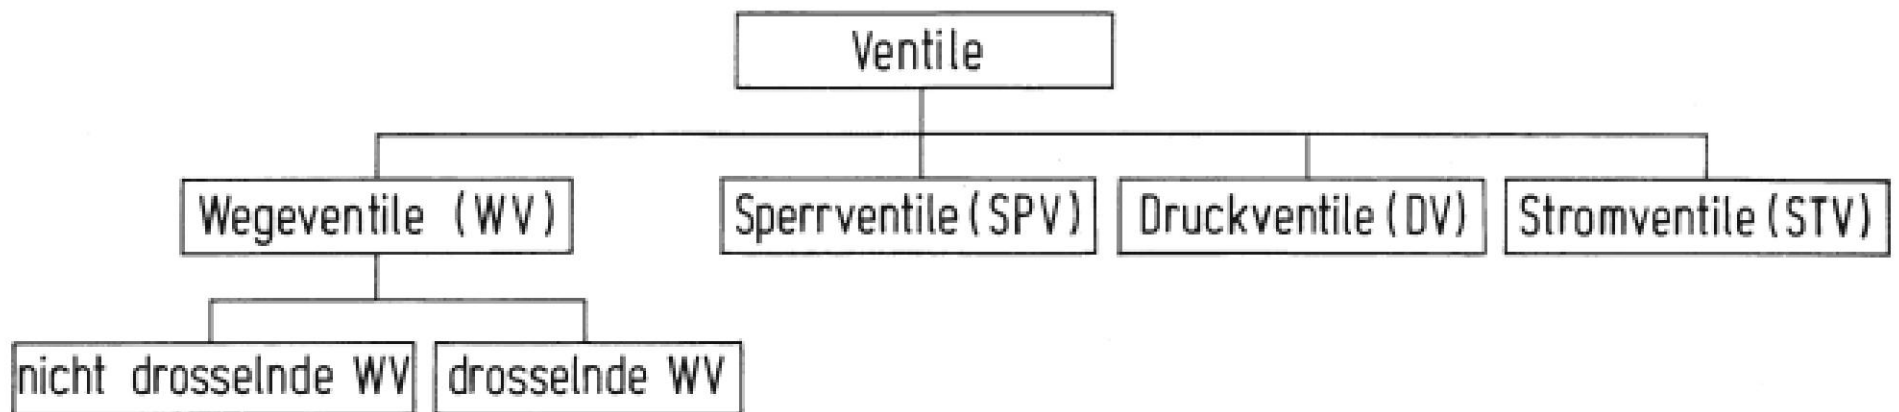 Ventile
Wegeventile (WV)
Sperrventile (SPV)
Druckventile (DV)
Stromventile (STV)
nicht drosselnde WV
drosselnde WV